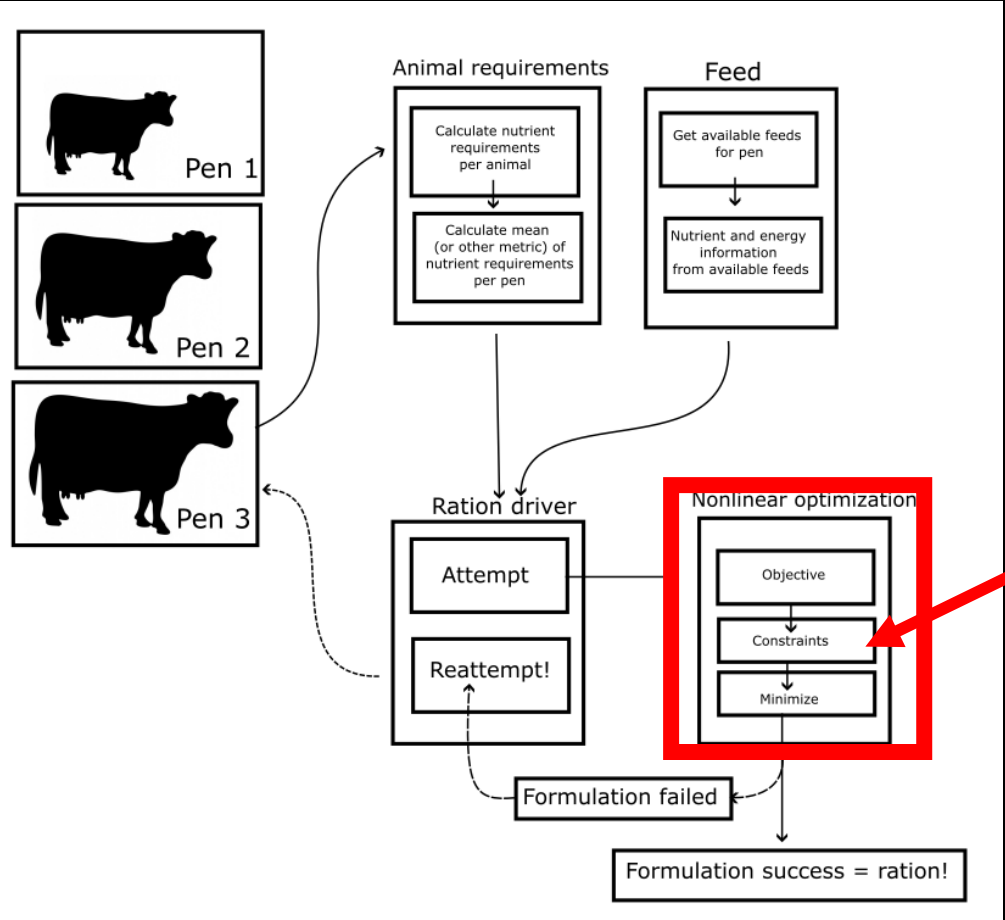 Pen 1
Pen 2
Pen 3
Animal requirements
Calculate nutrient
requirements
per animal
Calculate mean
(or other metric) of
nutrient requirements
per pen
Feed
Get available feeds
for pen
Nutrient and energy
information
from available feeds
Ration driver
Attempt
Reattempt!
Nonlinear optimization
Objective
Constraints
Minimize
Formulation failed
Formulation success = ration!